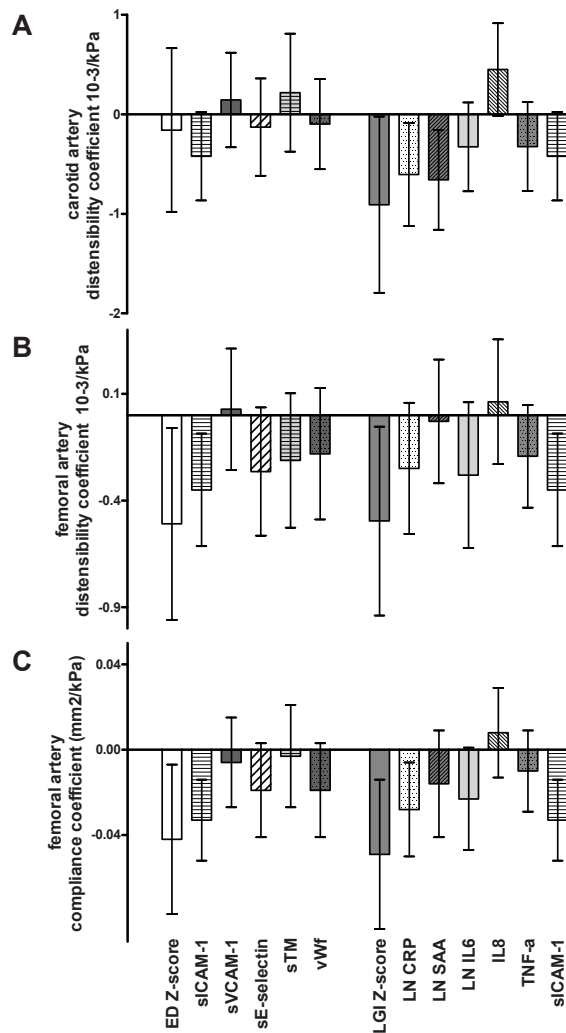 A
carotid artery
distensibility coefficient 10-3/kPa
1
0
-1
-2
B
femoral artery
distensibility coefficient 10-3/kPa
0.1
-0.4
-0.9
C
femoral artery
compliance coefficient (mm2/kPa)
0.04
0.00
-0.04
ED Z-score
sICAM-1
sVCAM-1
sE-selectin
sTM
vWf
LGI Z-score
LN CRP
LN SAA
LN IL6
IL8
TNF-a
sICAM-1